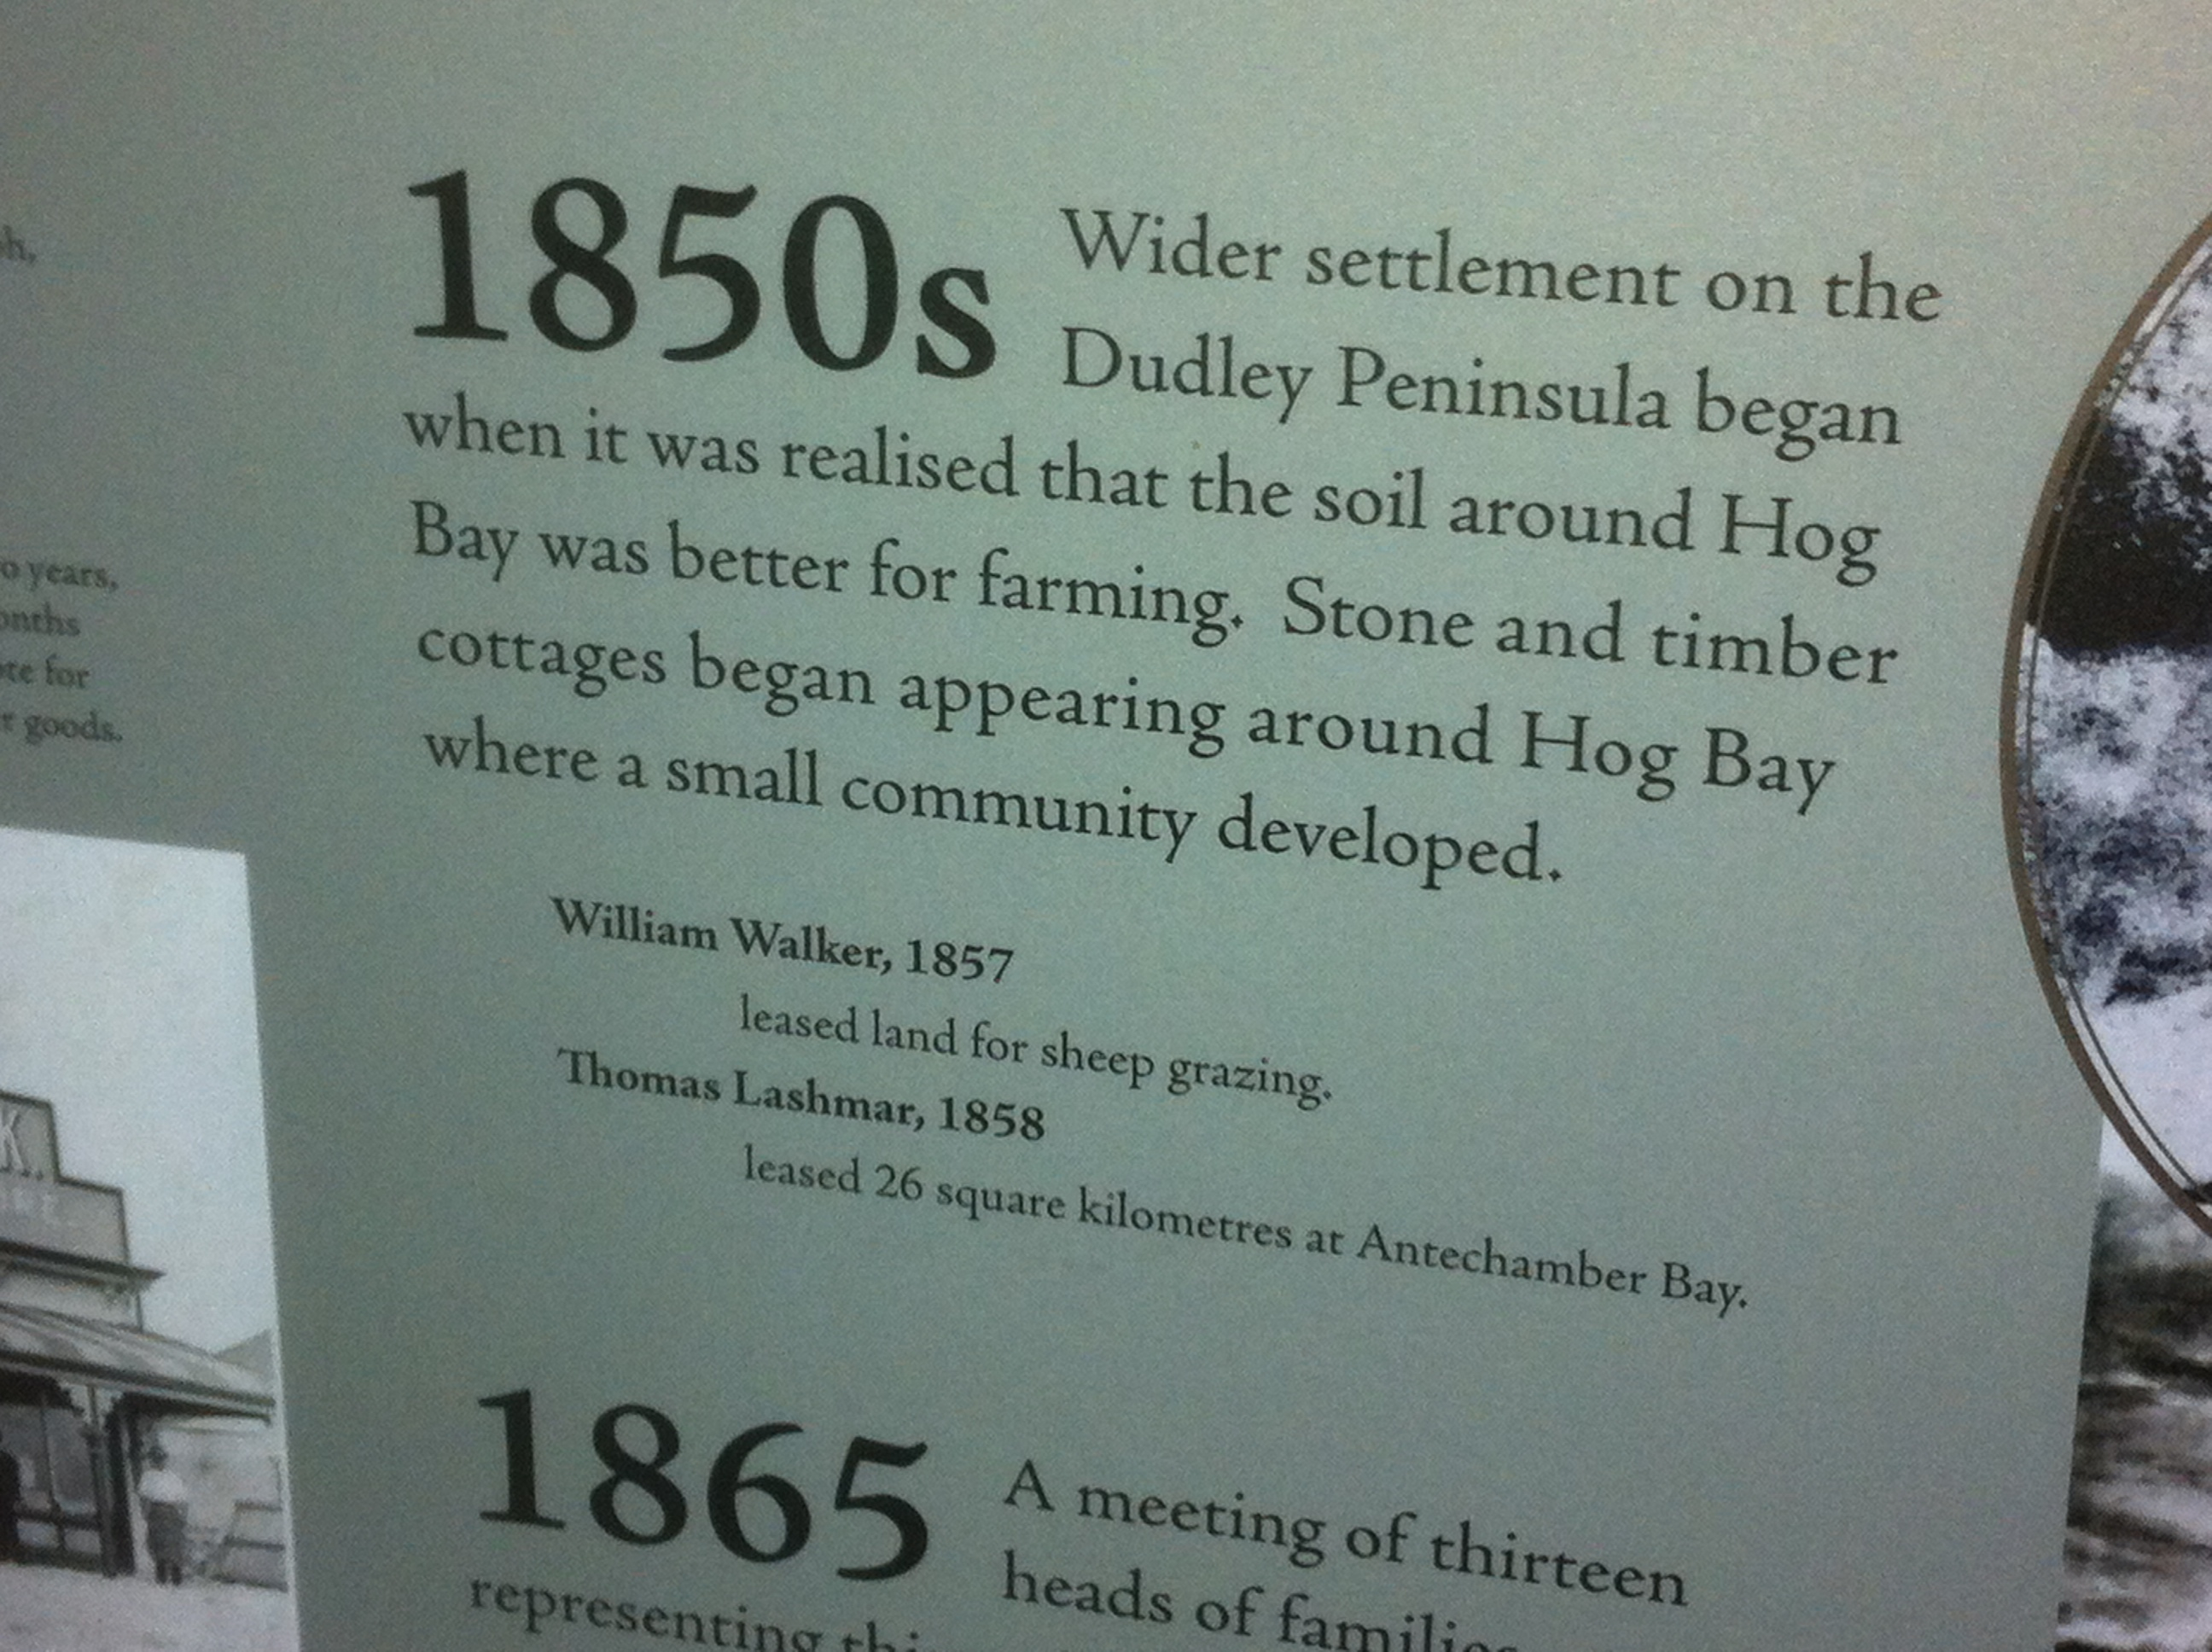 h,
o years,
onths
te for
r goods.
K.
1850s Wider settlement on the
Dudley Peninsula began
when it was realised that the soil around Hog
Bay was better for farming. Stone and timber
cottages began appearing around Hog Bay
where a small community developed.
William Walker, 1857
leased land for sheep grazing.
Thomas Lashmar, 1858
leased 26 square kilometres at Antechamber Bay.
1865 A meeting of thirteen
heads of families
representing thi